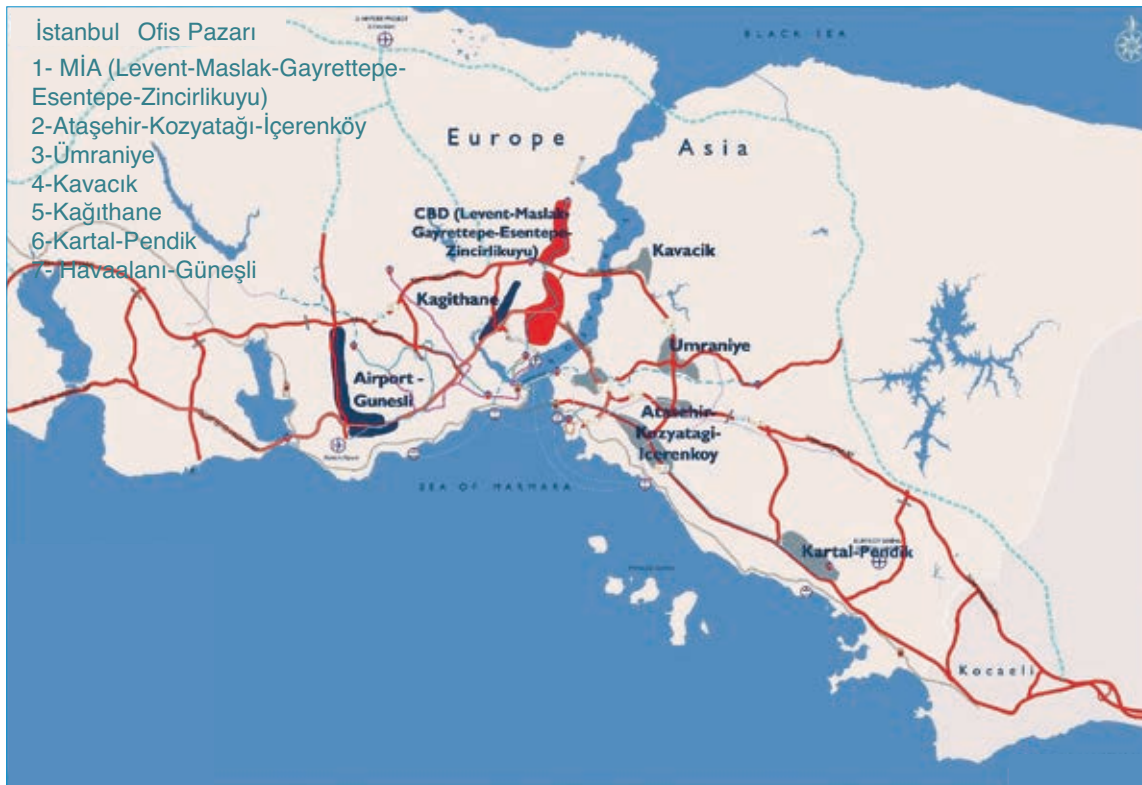 İstanbul Ofis Pazarı
1- MİA (Levent-Maslak-Gayrettepe-
Esentepe-Zincirlikuyu)
2-Ataşehir-Kozyatağı-İçerenköy
3-Ümraniye
4-Kavacık
5-Kağıthane
6-Kartal-Pendik
7- Havaalanı-Güneşli
BLACK SEA
Europe
Asia
CBD (Levent-Maslak-
Gayrettepe-Esentepe-
Zincirlikuyu)
Kavacik
Kagithane
Umraniye
Airport -
Gunesli
Atasehir-
Kozyatagi-
Icerenkoy
SEA OF MARMARA
Kartal-Pendik
Kocaeli